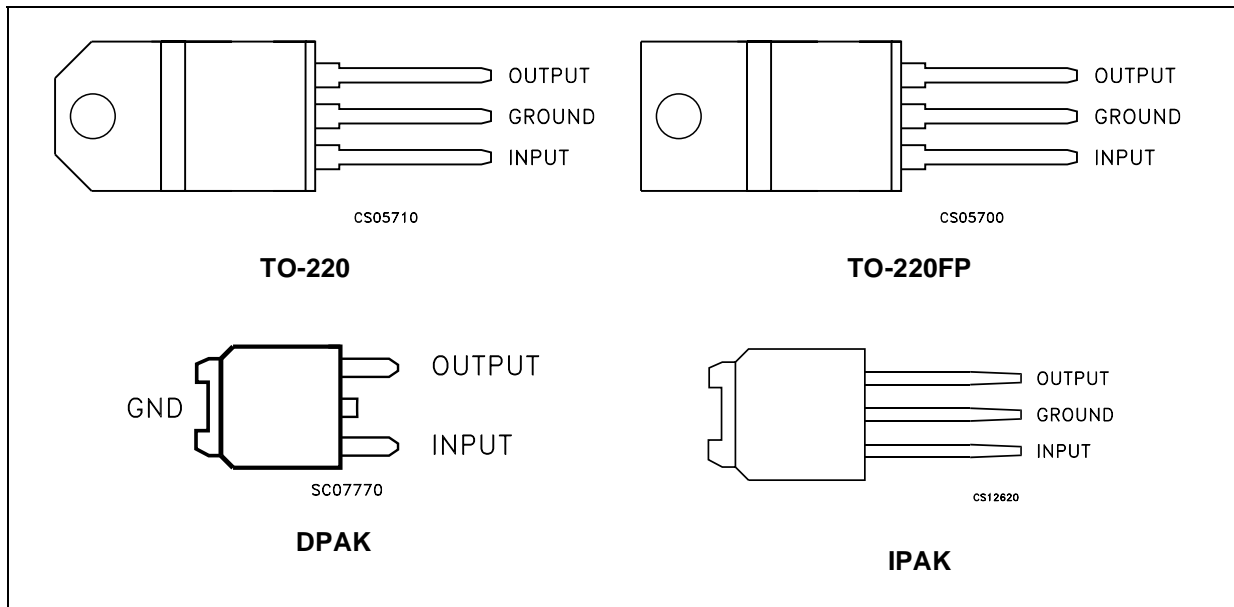 OUTPUT
GROUND
INPUT
CS05710
TO-220
OUTPUT
GROUND
INPUT
CS05700
TO-220FP
GND
OUTPUT
INPUT
SC07770
DPAK
OUTPUT
GROUND
INPUT
CS12620
IPAK